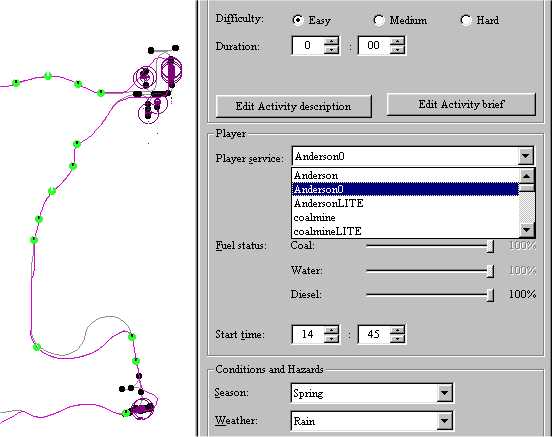 Difficulty: Easy Medium Hard
Duration: 0 : 00
Edit Activity description Edit Activity brief
Player
Player service: Anderson0
Anderson
Anderson0
AndersonLITE
coalmine
coalmineLITE
Fuel status: Coal: 100%
Water: 100%
Diesel: 100%
Start time: 14 : 45
Conditions and Hazards
Season: Spring
Weather: Rain